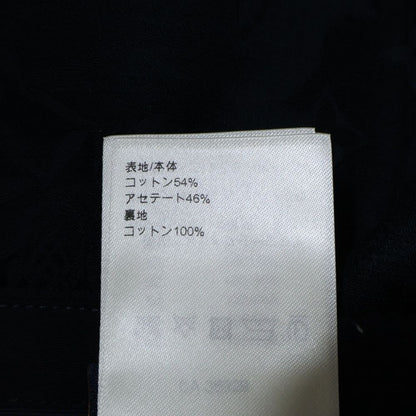 表地/本体
コットン54%
アセテート46%
裏地
コットン100%